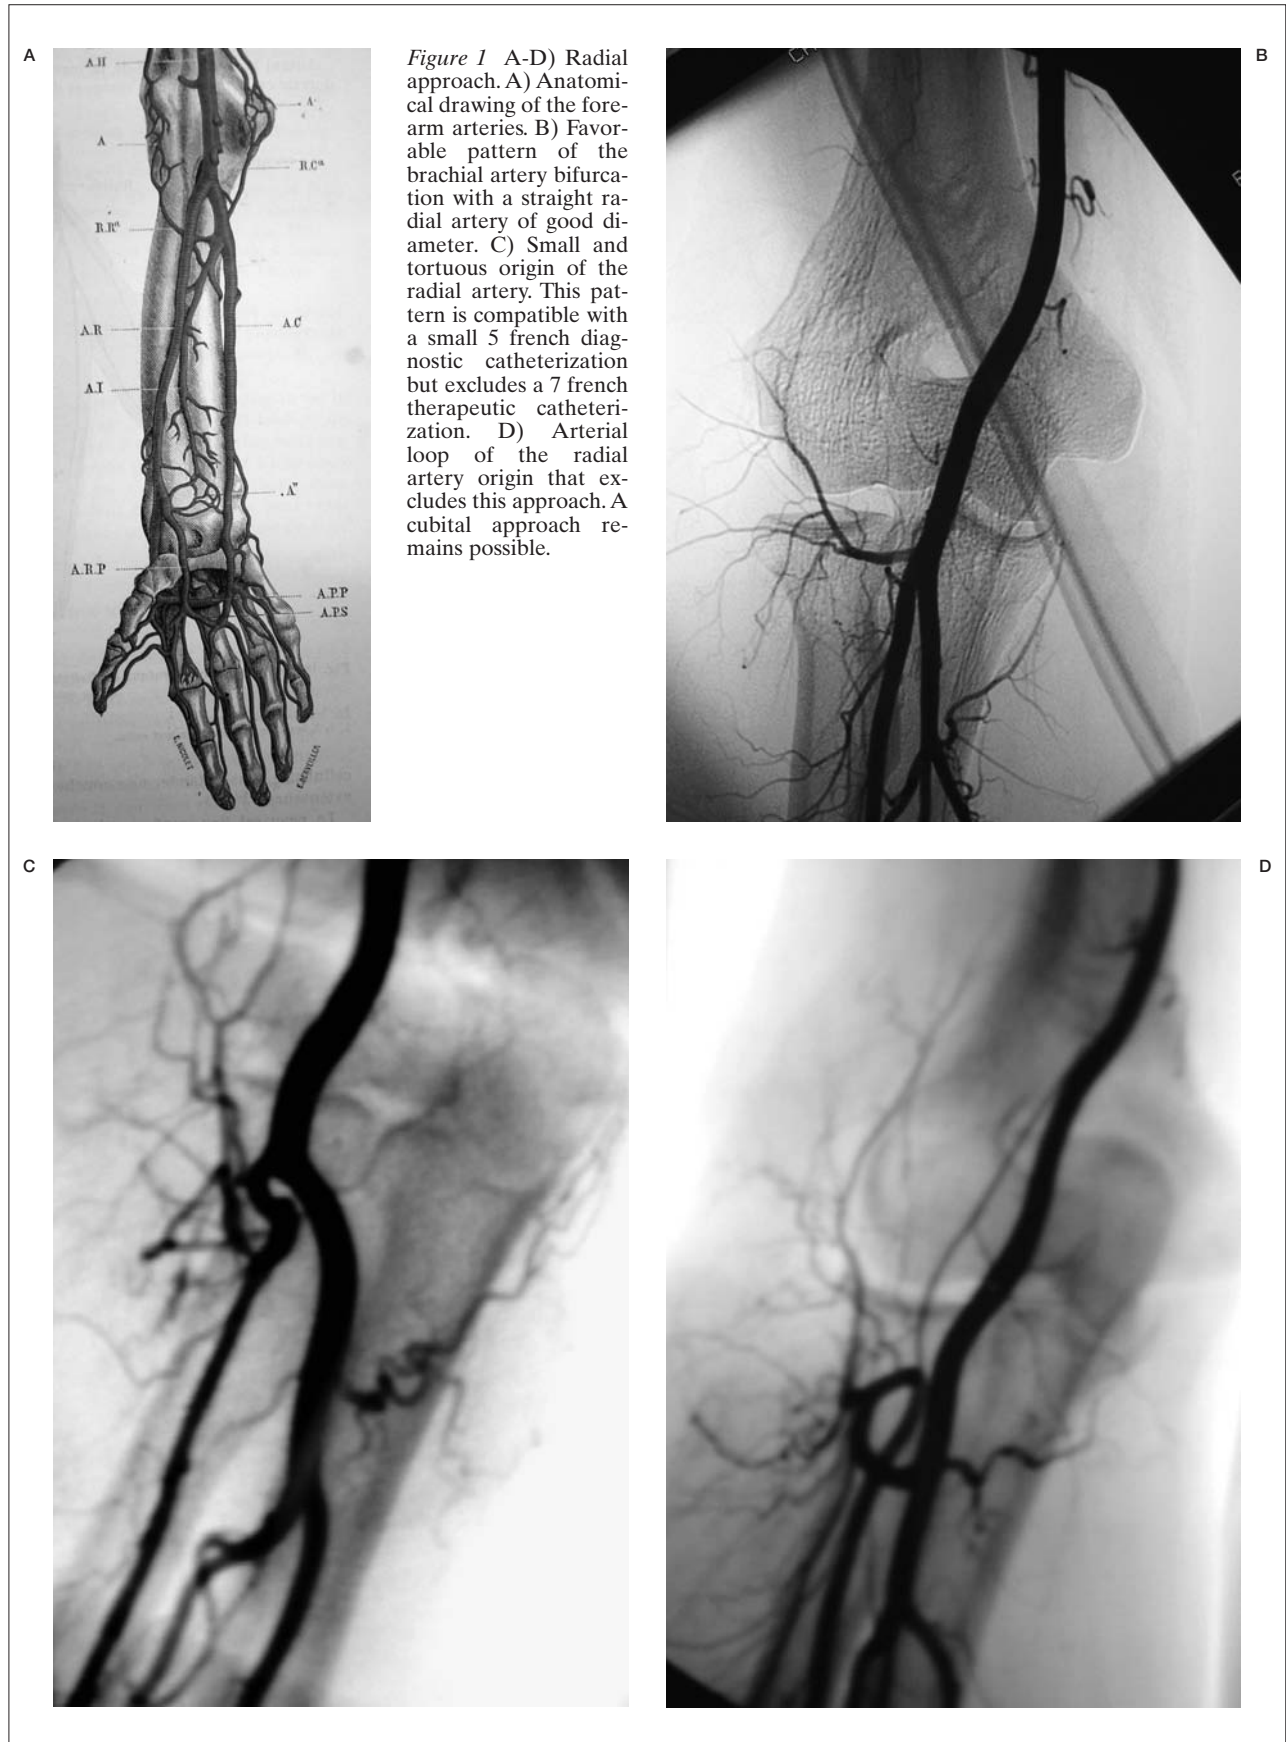 A
Figure 1 A-D) Radial
approach. A) Anatomi-
cal drawing of the fore-
arm arteries. B) Favor-
able pattern of the
brachial artery bifurca-
tion with a straight ra-
dial artery of good di-
ameter. C) Small and
tortuous origin of the
radial artery. This pat-
tern is compatible with
a small 5 french diag-
nostic catheterization
but excludes a 7 french
therapeutic catheteri-
zation. D) Arterial
loop of the radial
artery origin that ex-
cludes this approach. A
cubital approach re-
mains possible.
B
A.H
A
R.R
A.R
A.C
A.I
A.R.P
A.P.P
A.P.S
C
D